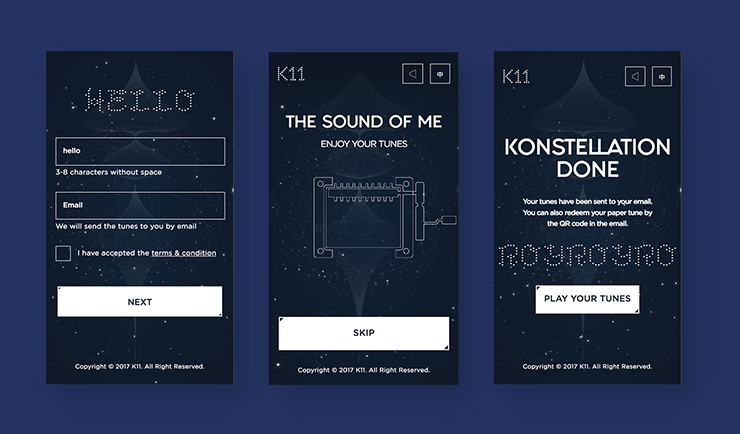 HELLO
hello
3-8 characters without space
Email
We will send the tunes to you by email
I have accepted the terms & condition
NEXT
Copyright © 2017 K11. All Right Reserved.
K11
中
THE SOUND OF ME
ENJOY YOUR TUNES
SKIP
Copyright © 2017 K11. All Right Reserved.
K11
中
KONSTELLATION
DONE
Your tunes have been sent to your email.
You can also redeem your paper tune by
the QR code in the email.
ROYROYRO
PLAY YOUR TUNES
Copyright © 2017 K11. All Right Reserved.